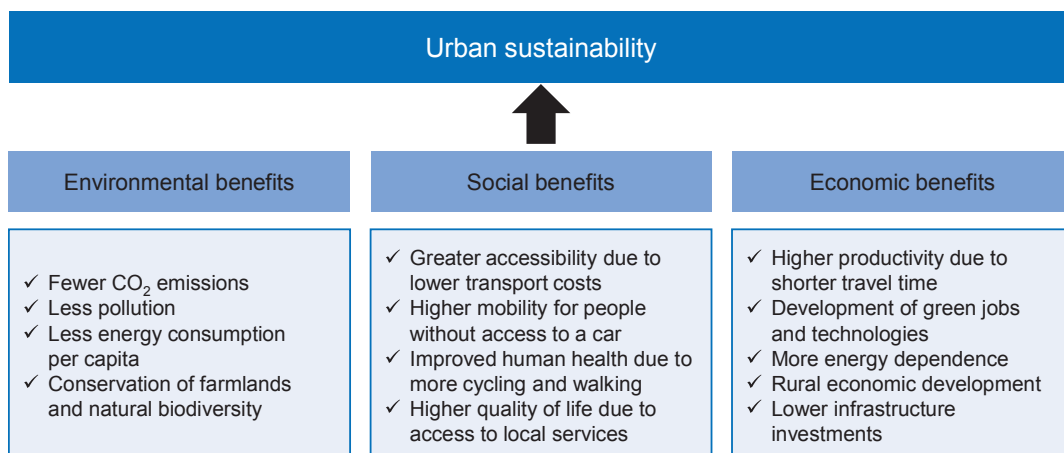 Urban sustainability
Environmental benefits
✓ Fewer CO₂ emissions
✓ Less pollution
✓ Less energy consumption
per capita
✓ Conservation of farmlands
and natural biodiversity
Social benefits
✓ Greater accessibility due to
lower transport costs
✓ Higher mobility for people
without access to a car
✓ Improved human health due to
more cycling and walking
✓ Higher quality of life due to
access to local services
Economic benefits
✓ Higher productivity due to
shorter travel time
✓ Development of green jobs
and technologies
✓ More energy dependence
✓ Rural economic development
✓ Lower infrastructure
investments